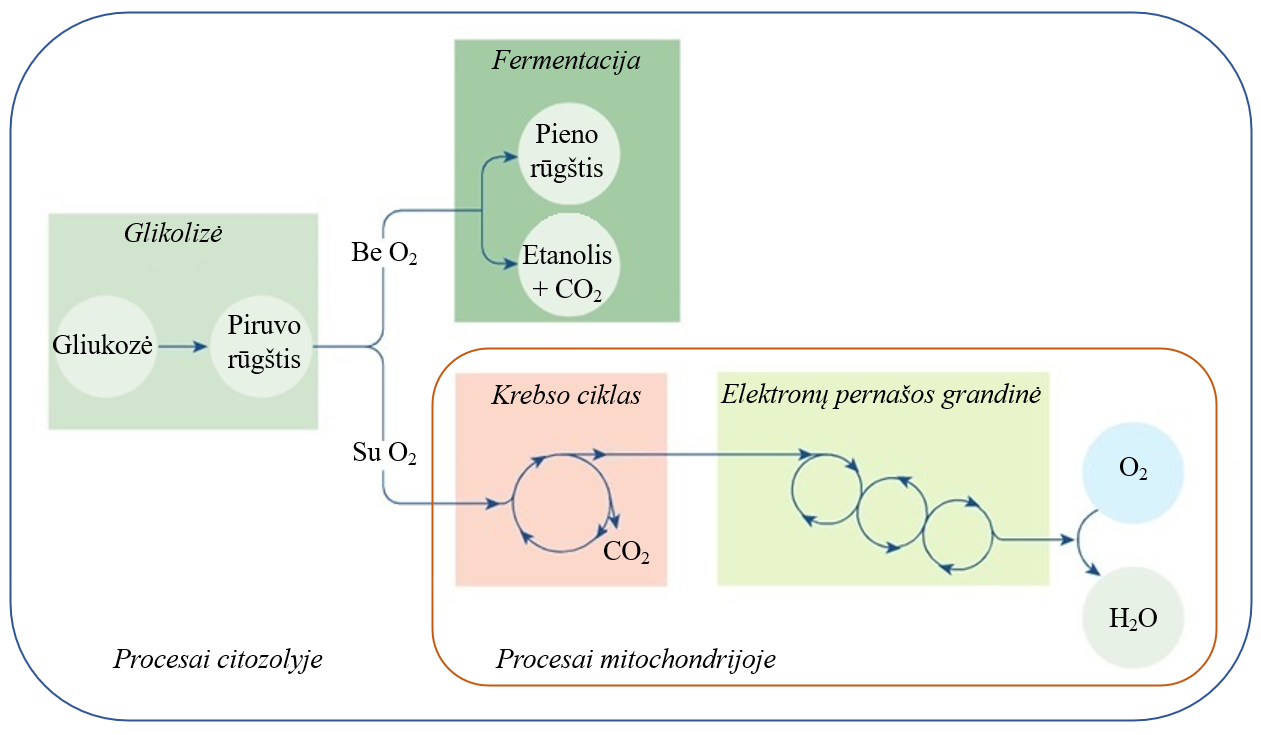 Fermentacija
Pieno
rūgštis
Etanolis
+ CO₂
Glikolizė
Gliukozė
Piruvo
rūgštis
Be O₂
Su O₂
Krebso ciklas
CO₂
Elektronų pernašos grandinė
O₂
H₂O
Procesai citozolyje
Procesai mitochondrijoje